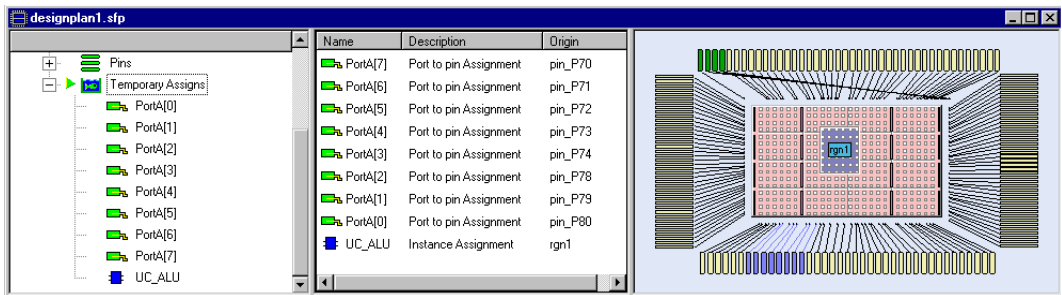 designplan1.sfp
Pins
Temporary Assigns
PortA[0]
PortA[1]
PortA[2]
PortA[3]
PortA[4]
PortA[5]
PortA[6]
PortA[7]
UC_ALU
Name Description Origin
PortA[7] Port to pin Assignment pin_P70
PortA[6] Port to pin Assignment pin_P71
PortA[5] Port to pin Assignment pin_P72
PortA[4] Port to pin Assignment pin_P73
PortA[3] Port to pin Assignment pin_P74
PortA[2] Port to pin Assignment pin_P78
PortA[1] Port to pin Assignment pin_P79
PortA[0] Port to pin Assignment pin_P80
UC_ALU Instance Assignment rgn1
rgn1